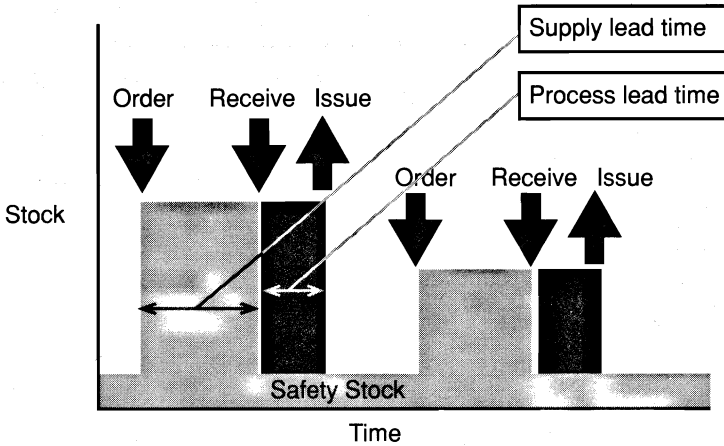 Supply lead time
Process lead time
Order Receive Issue
Order Receive Issue
Stock
Safety Stock
Time